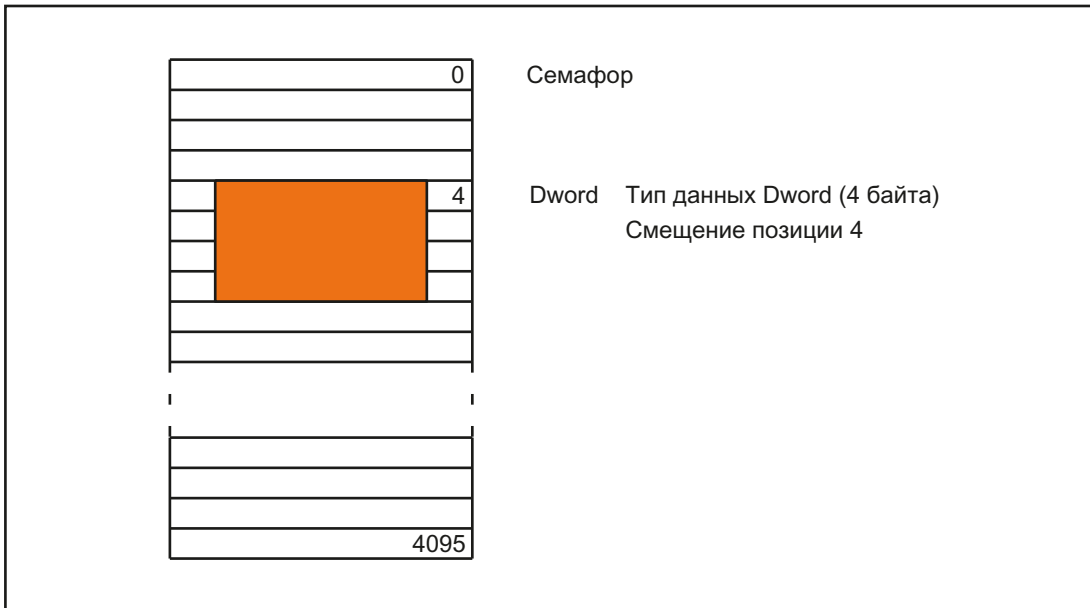 0 Семафор
4 Dword Тип данных Dword (4 байта)
Смещение позиции 4
4095